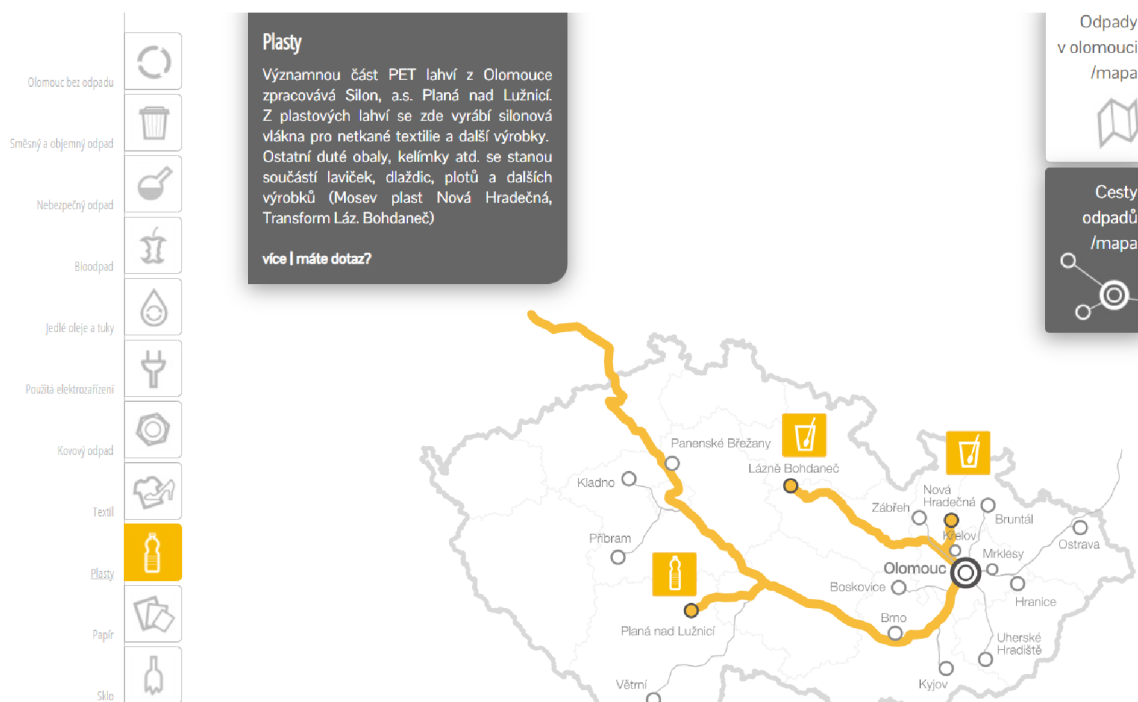 Olomouc bez odpadu
Směsný a objemný odpad
Nebezpečný odpad
Bioodpad
Jedlé oleje a tuky
Použitá elektrozařízení
Kovový odpad
Textil
Plasty
Papír
Sklo
Plasty
Významnou část PET lahví z Olomouce
zpracovává Silon, a.s. Planá nad Lužnicí.
Z plastových lahví se zde vyrábí silonová
vlákna pro netkané textilie a další výrobky.
Ostatní duté obaly, kelímky atd. se stanou
součástí laviček, dlaždic, plotů a dalších
výrobků (Mosev plast Nová Hradečná,
Transform Láz. Bohdaneč)
více | máte dotaz?
Odpady
v olomouci
/mapa
Cesty
odpadů
/mapa
Panenské Břežany
Kladno
Lázně Bohdaneč
Nová
Hradečná
Zábřeh
Bruntál
Příbram
Křelov
Mrklesy
Ostrava
Olomouc
Boskovice
Hranice
Planá nad Lužnicí
Brno
Uherské
Hradiště
Větrní
Kyjov